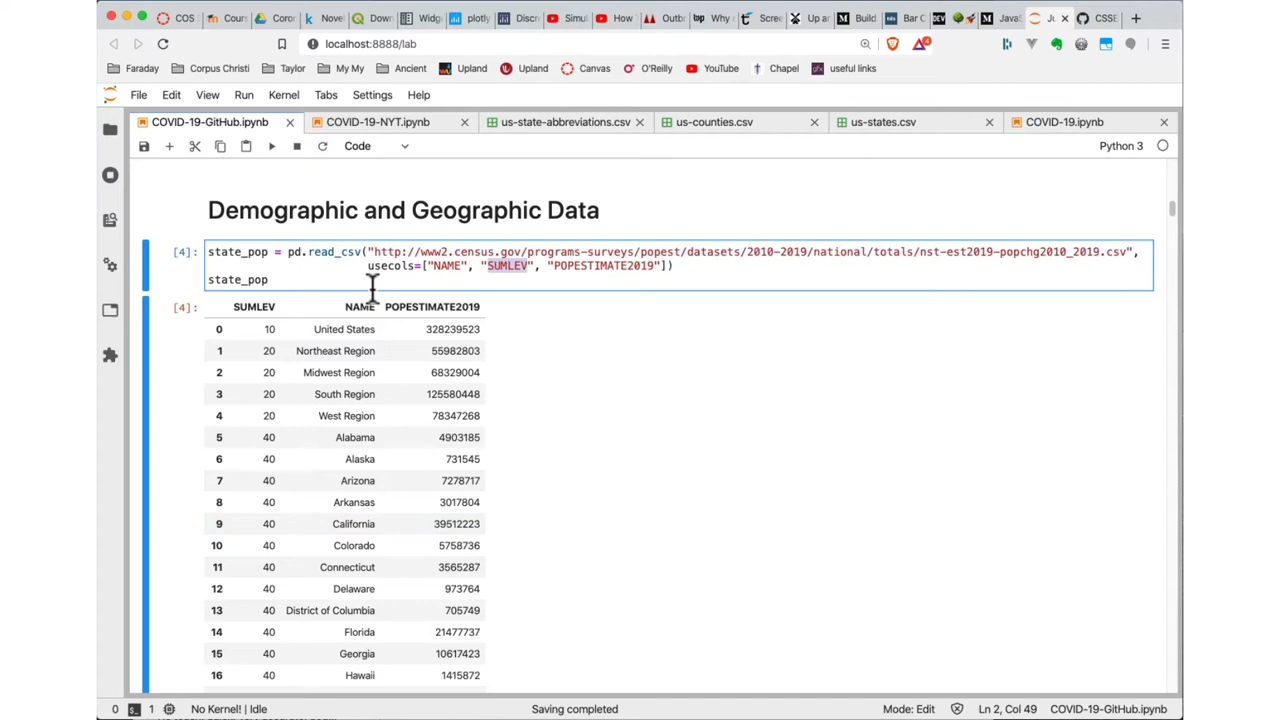 COS Cours Coror Nove Dowr Widg plotly Discr Simul How Outbr Why Scree Up ar Build Bar C JavaS Ju CSSE
localhost:8888/lab
Faraday Corpus Christi Taylor My My Ancient Upland Upland Canvas O'Reilly YouTube Chapel useful links
File Edit View Run Kernel Tabs Settings Help
COVID-19-GitHub.ipynb COVID-19-NYT.ipynb us-state-abbreviations.csv us-counties.csv us-states.csv COVID-19.ipynb
Code Python 3
Demographic and Geographic Data
[4]: state_pop = pd.read_csv("http://www2.census.gov/programs-surveys/popest/datasets/2010-2019/national/totals/nst-est2019-popchg2010_2019.csv",
usecols=["NAME", "SUMLEV", "POPESTIMATE2019"])
state_pop
[4]: SUMLEV NAME POPESTIMATE2019
0 10 United States 328239523
1 20 Northeast Region 55982803
2 20 Midwest Region 68329004
3 20 South Region 125580448
4 20 West Region 78347268
5 40 Alabama 4903185
6 40 Alaska 731545
7 40 Arizona 7278717
8 40 Arkansas 3017804
9 40 California 39512223
10 40 Colorado 5758736
11 40 Connecticut 3565287
12 40 Delaware 973764
13 40 District of Columbia 705749
14 40 Florida 21477737
15 40 Georgia 10617423
16 40 Hawaii 1415872
0 1 No Kernel! | Idle Saving completed Mode: Edit Ln 2, Col 49 COVID-19-GitHub.ipynb